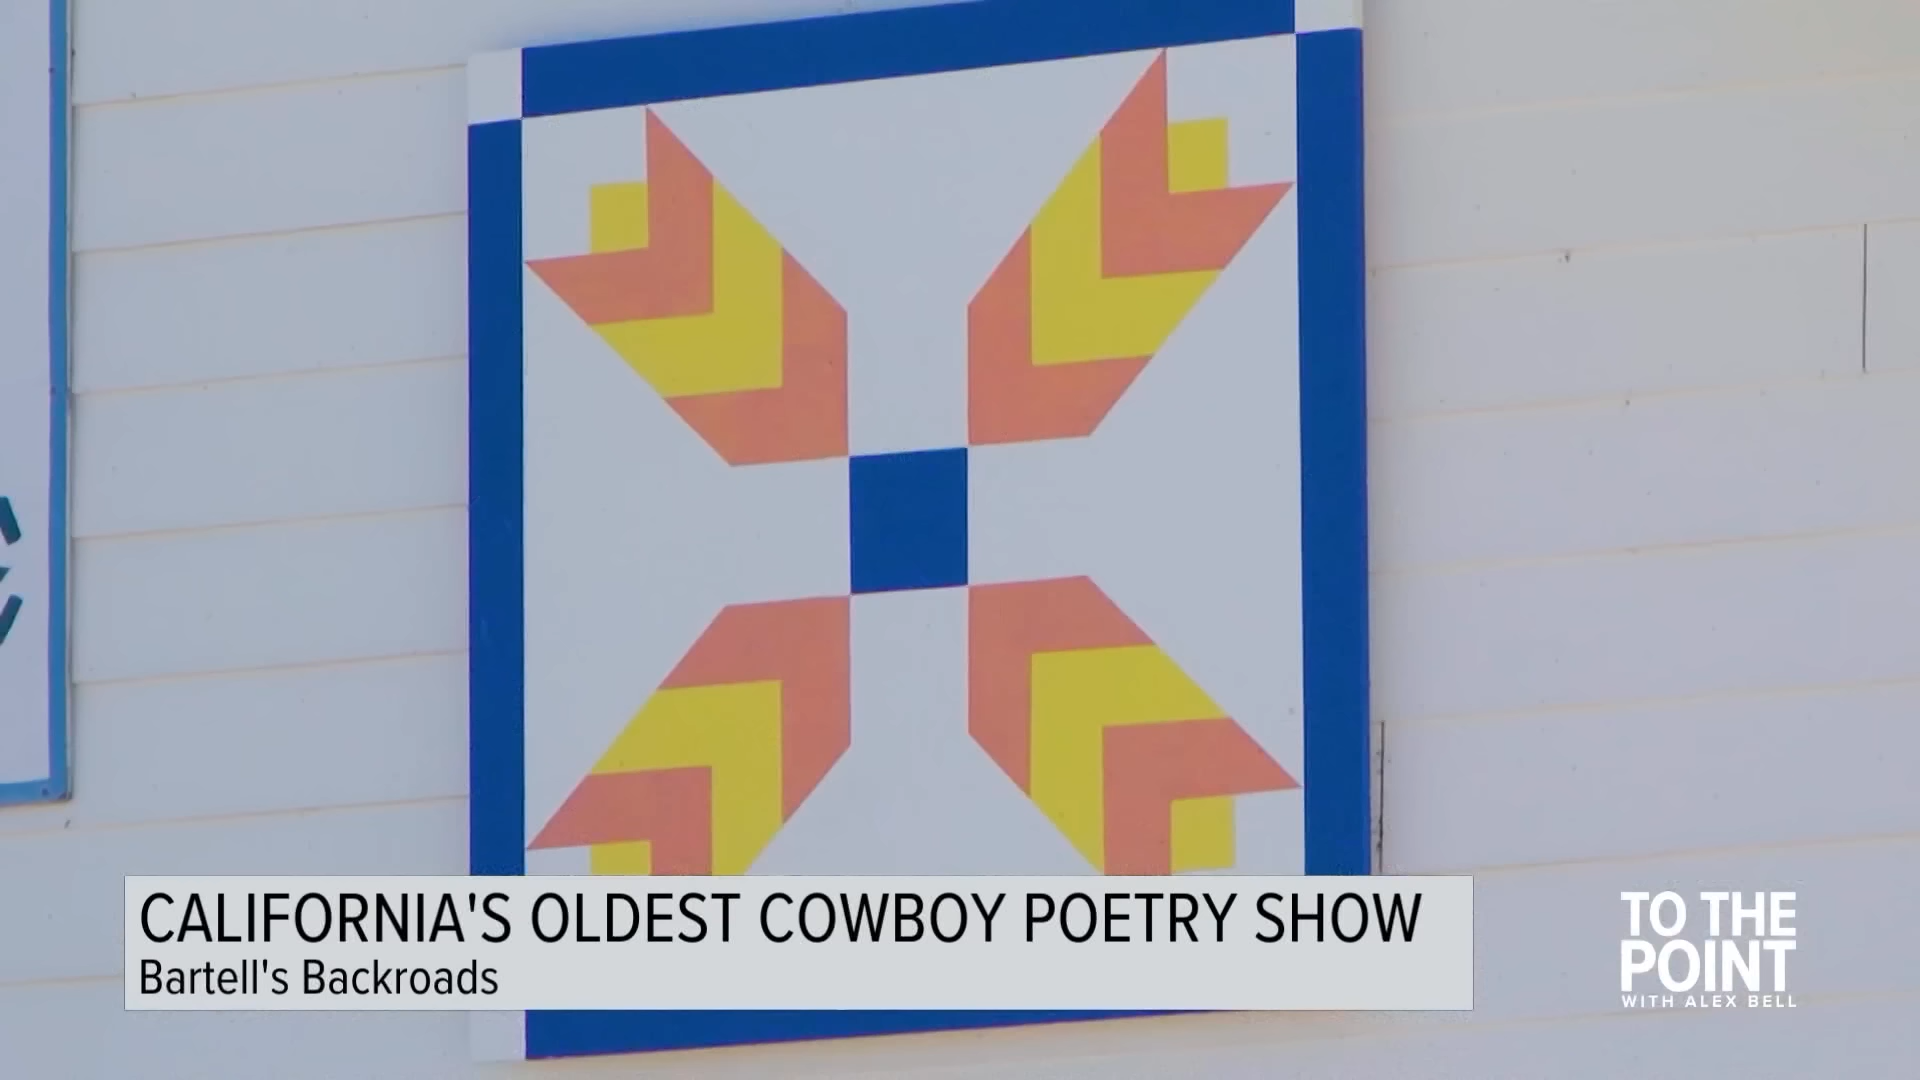 CALIFORNIA'S OLDEST COWBOY POETRY SHOW
Bartell's Backroads
TO THE
POINT
WITH ALEX BELL